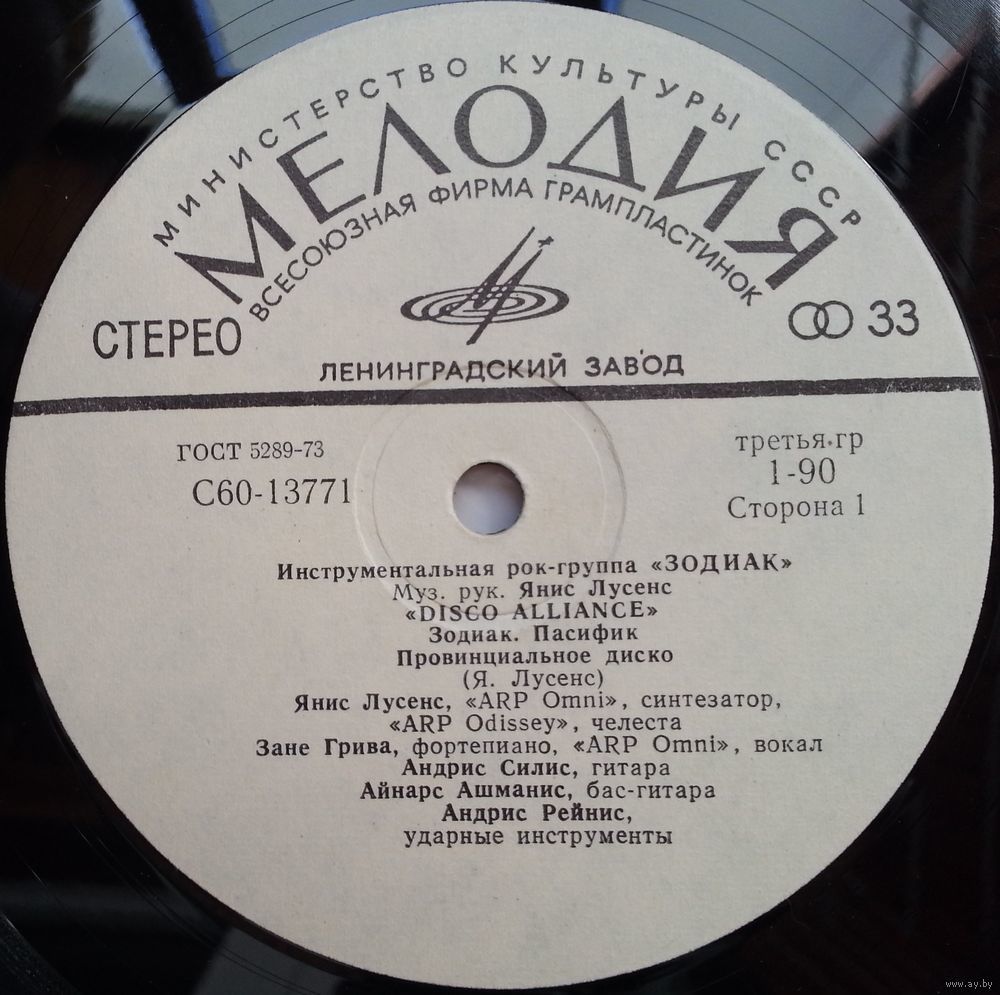 МИНИСТЕРСТВО КУЛЬТУРЫ СССР
МЕЛОДИЯ
ВСЕСОЮЗНАЯ ФИРМА ГРАМПЛАСТИНОК
СТЕРЕО
33
ЛЕНИНГРАДСКИЙ ЗАВОД
ГОСТ 5289-73
С60-13771
третья гр
1-90
Сторона 1
Инструментальная рок-группа «ЗОДИАК»
Муз. рук. Янис Лусенс
«DISCO ALLIANCE»
Зодиак. Пасифик
Провинциальное диско
(Я. Лусенс)
Янис Лусенс, «ARP Omni», синтезатор,
«ARP Odissey», челеста
Зане Грива, фортепиано, «ARP Omni», вокал
Андрис Силис, гитара
Айнарс Ашманис, бас-гитара
Андрис Рейнис,
ударные инструменты
www.ay.by